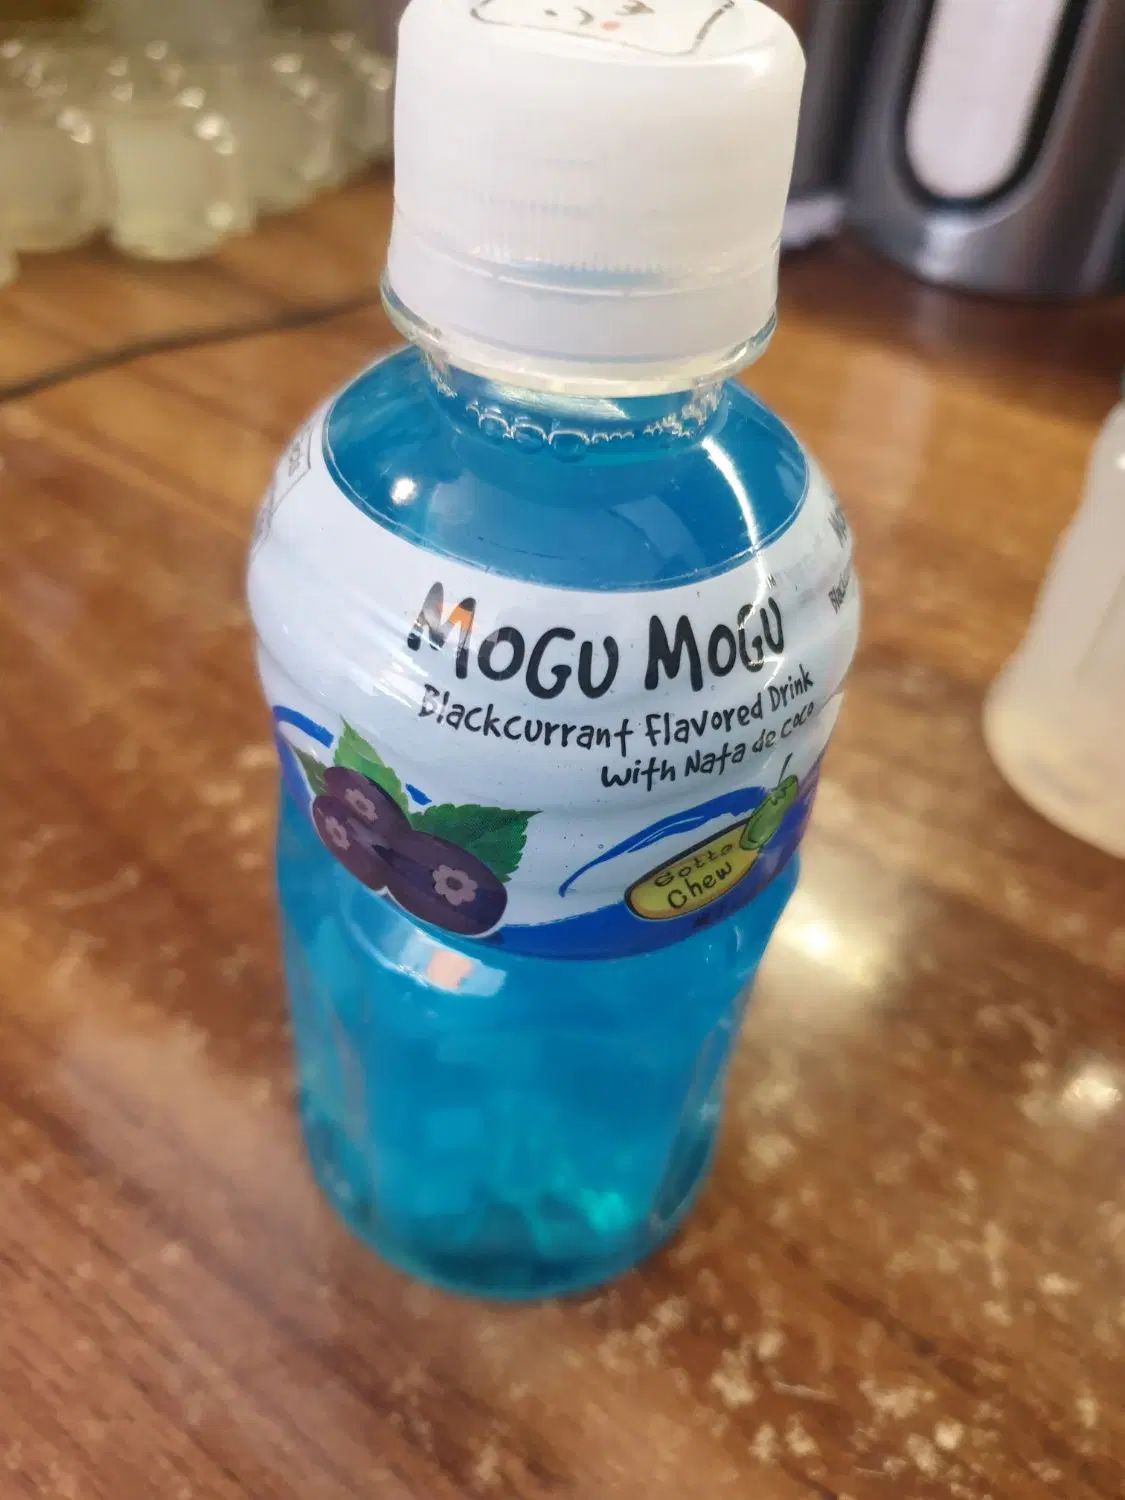 MOGU MOGU
Blackcurrant Flavored Drink
with Nata de coco
Gotta
Chew